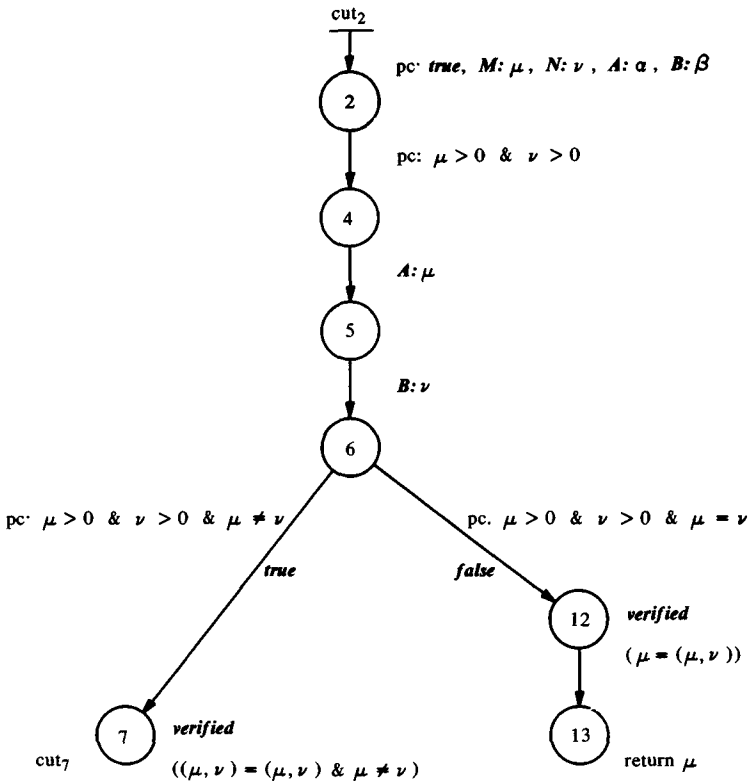 cut₂
pc· true, M: μ, N: ν , A: α , B: β
2
pc: μ > 0 & ν > 0
4
A: μ
5
B: ν
6
pc· μ > 0 & ν > 0 & μ ≠ ν
pc. μ > 0 & ν > 0 & μ = ν
true
false
12
verified
( μ = (μ, ν ))
7
verified
13
cut₇
((μ, ν ) = (μ, ν ) & μ ≠ ν )
return μ